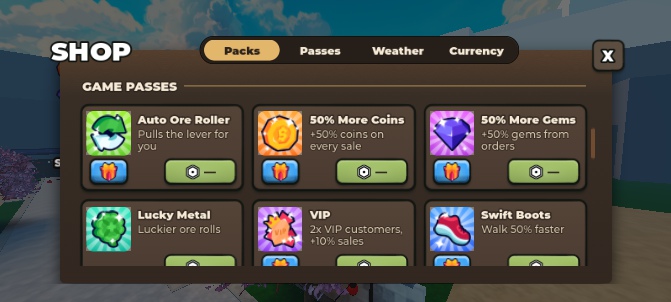 SHOP
Packs
Passes
Weather
Currency
X
GAME PASSES
Auto Ore Roller
Pulls the lever for
you
—
50% More Coins
+50% coins on
every sale
—
50% More Gems
+50% gems from
orders
—
Lucky Metal
Luckier ore rolls
VIP
2x VIP customers,
+10% sales
Swift Boots
Walk 50% faster